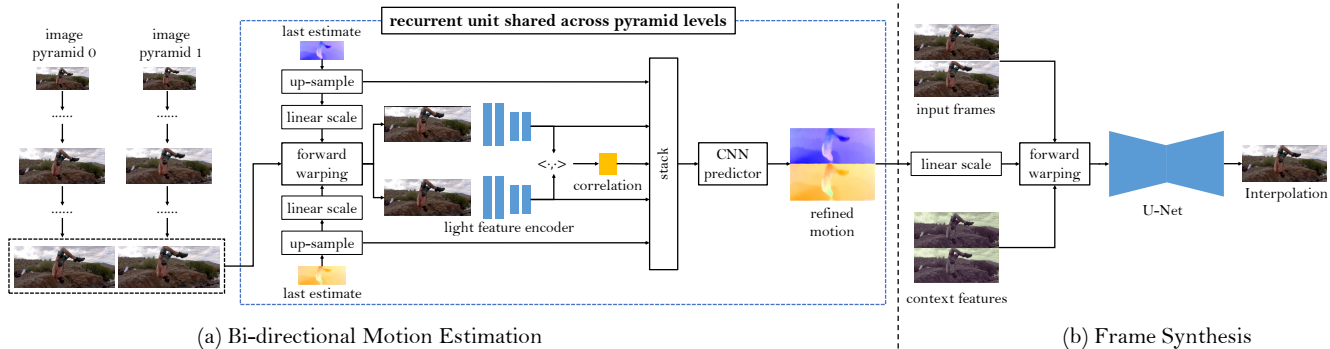 image
pyramid 0
image
pyramid 1
......
......
......
......
recurrent unit shared across pyramid levels
last estimate
up-sample
linear scale
forward
warping
linear scale
up-sample
last estimate
light feature encoder
<·,·>
correlation
stack
CNN
predictor
refined
motion
(a) Bi-directional Motion Estimation
input frames
linear scale
forward
warping
context features
U-Net
Interpolation
(b) Frame Synthesis